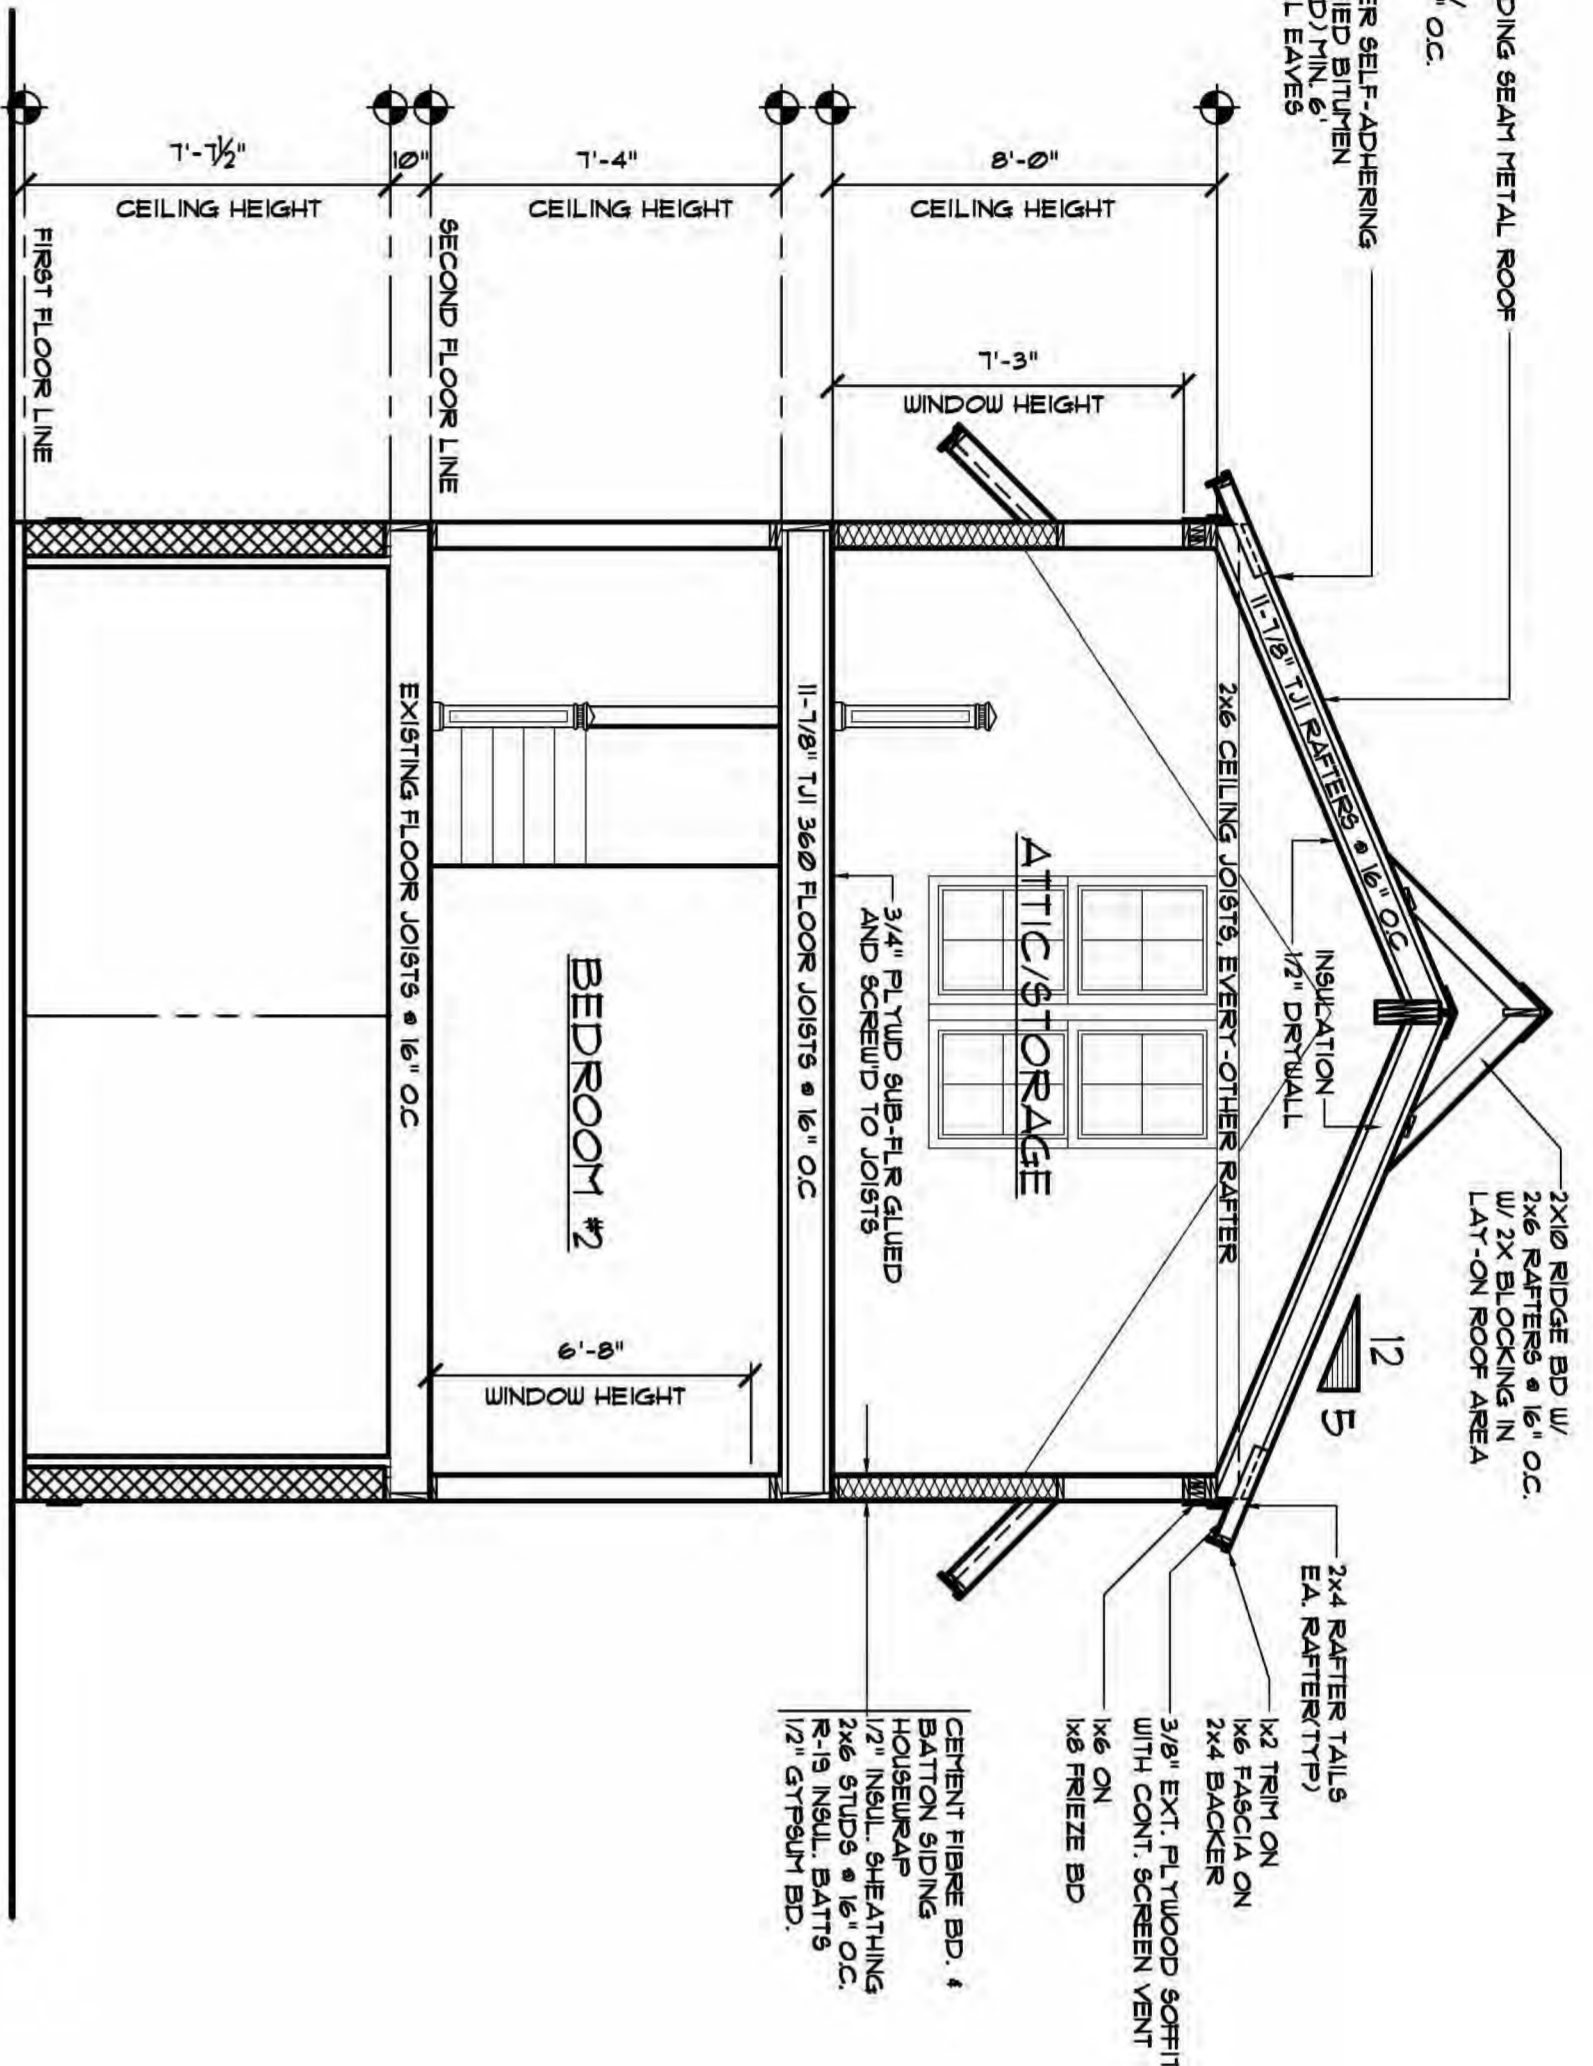 DING SEAM METAL ROOF
" O.C.
ER SELF-ADHERING
IED BITUMEN
D) MIN. 6'
L EAVES
2X10 RIDGE BD W/
2x6 RAFTERS @ 16" O.C.
W/ 2X BLOCKING IN
LAY-ON ROOF AREA
12
5
INSULATION
1/2" DRYWALL
11-7/8" TJI RAFTERS @ 16" O.C
2x6 CEILING JOISTS, EVERY-OTHER RAFTER
2x4 RAFTER TAILS
EA. RAFTER(TYP)
1x2 TRIM ON
1x6 FASCIA ON
2x4 BACKER
3/8" EXT. PLYWOOD SOFFIT
WITH CONT. SCREEN VENT
1x6 ON
1x8 FRIEZE BD
8'-0"
CEILING HEIGHT
7'-3"
WINDOW HEIGHT
ATTIC/STORAGE
3/4" PLYWD SUB-FLR GLUED
AND SCREW'D TO JOISTS
CEMENT FIBRE BD. &
BATTON SIDING
HOUSEWRAP
1/2" INSUL. SHEATHING
2x6 STUDS @ 16" O.C.
R-19 INSUL. BATTS
1/2" GYPSUM BD.
11-7/8" TJI 360 FLOOR JOISTS @ 16" O.C
7'-4"
CEILING HEIGHT
BEDROOM #2
6'-8"
WINDOW HEIGHT
SECOND FLOOR LINE
10"
EXISTING FLOOR JOISTS @ 16" O.C
7'-7 1/2"
CEILING HEIGHT
FIRST FLOOR LINE